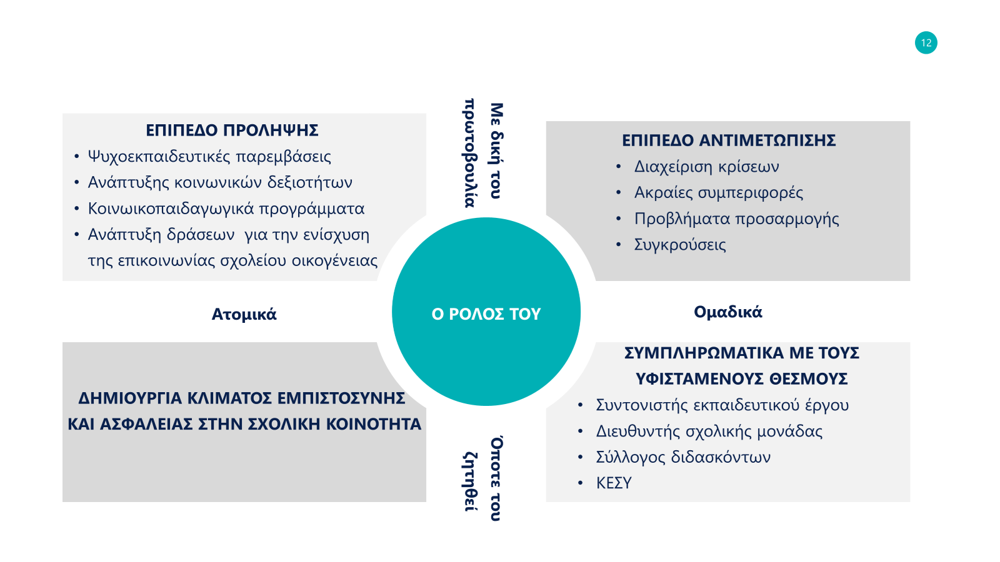 12
ΕΠΙΠΕΔΟ ΠΡΟΛΗΨΗΣ
• Ψυχοεκπαιδευτικές παρεμβάσεις
• Ανάπτυξης κοινωνικών δεξιοτήτων
• Κοινωικοπαιδαγωγικά προγράμματα
• Ανάπτυξη δράσεων για την ενίσχυση
της επικοινωνίας σχολείου οικογένειας
Με δική του
πρωτοβουλία
ΕΠΙΠΕΔΟ ΑΝΤΙΜΕΤΩΠΙΣΗΣ
• Διαχείριση κρίσεων
• Ακραίες συμπεριφορές
• Προβλήματα προσαρμογής
• Συγκρούσεις
Ατομικά
Ο ΡΟΛΟΣ ΤΟΥ
Ομαδικά
ΔΗΜΙΟΥΡΓΙΑ ΚΛΙΜΑΤΟΣ ΕΜΠΙΣΤΟΣΥΝΗΣ
ΚΑΙ ΑΣΦΑΛΕΙΑΣ ΣΤΗΝ ΣΧΟΛΙΚΗ ΚΟΙΝΟΤΗΤΑ
Όποτε του
ζητηθεί
ΣΥΜΠΛΗΡΩΜΑΤΙΚΑ ΜΕ ΤΟΥΣ
ΥΦΙΣΤΑΜΕΝΟΥΣ ΘΕΣΜΟΥΣ
• Συντονιστής εκπαιδευτικού έργου
• Διευθυντής σχολικής μονάδας
• Σύλλογος διδασκόντων
• ΚΕΣΥ